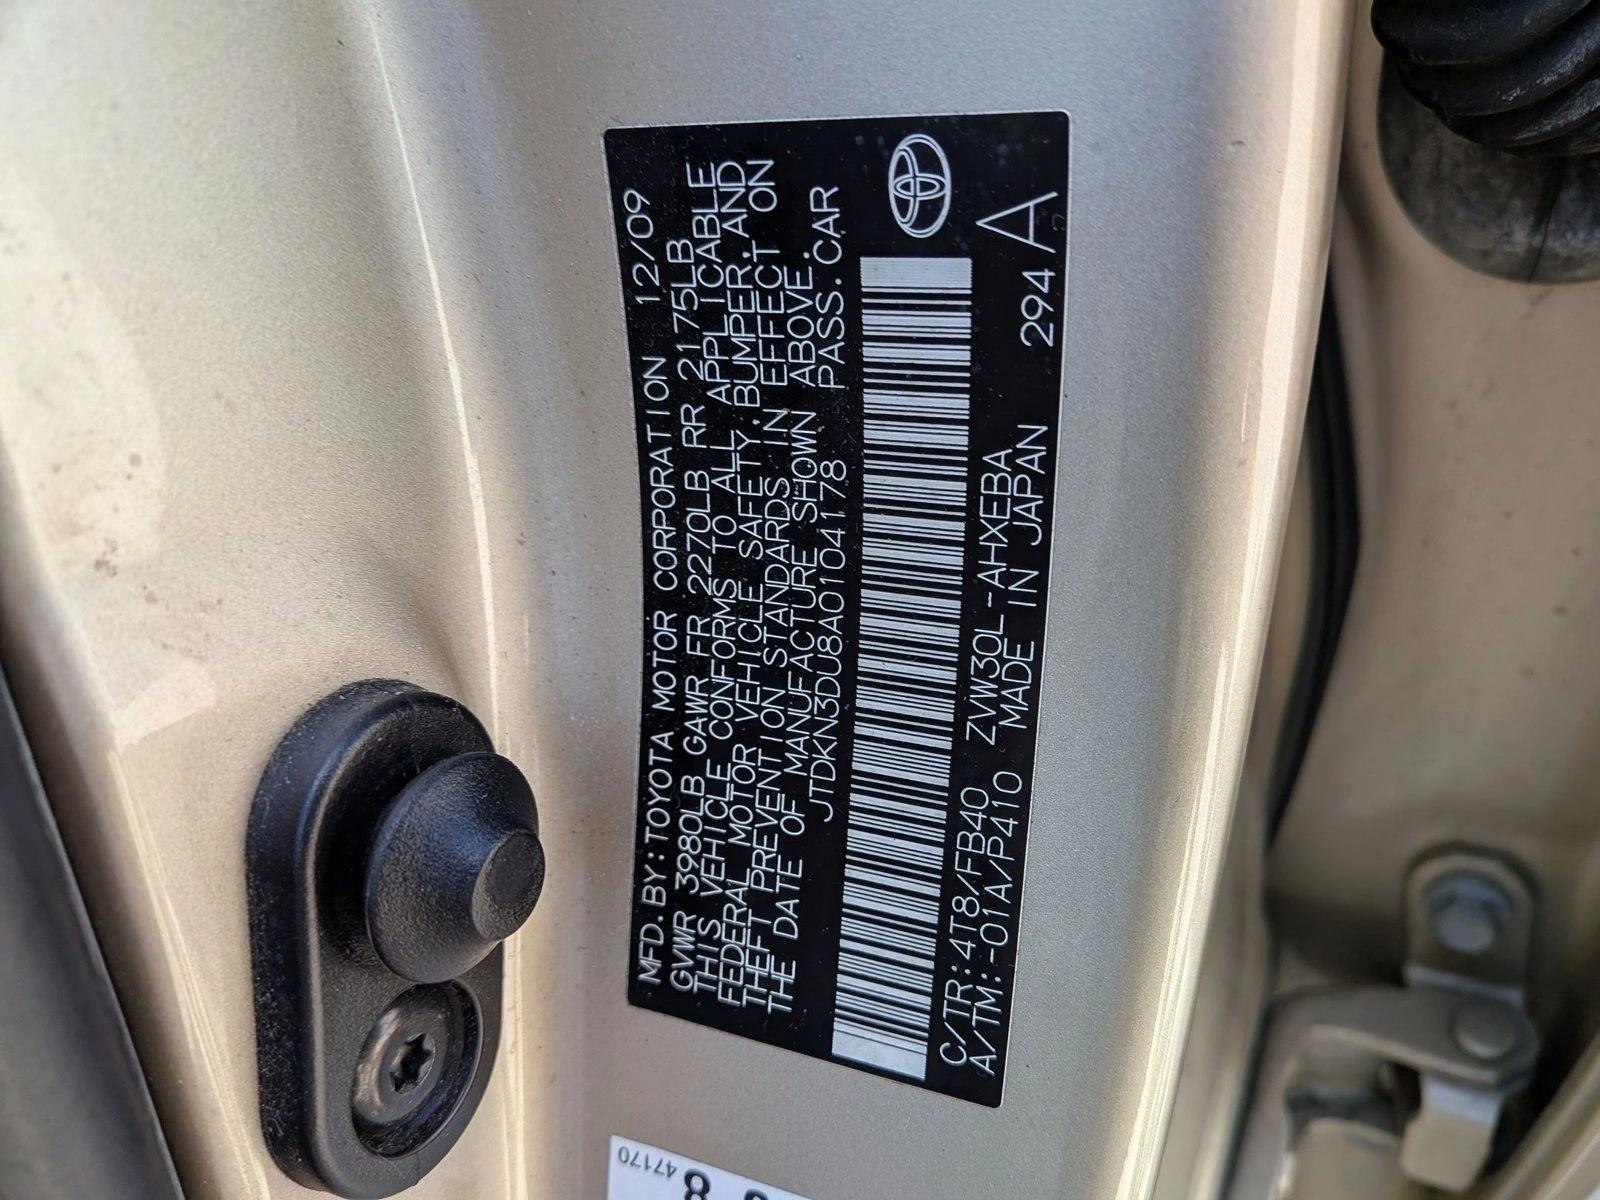 MFD.BY:TOYOTA MOTOR CORPORATION 12/09
GVWR 3980LB GAWR FR 2270LB RR 2175LB
THIS VEHICLE CONFORMS TO ALL APPLICABLE
FEDERAL MOTOR VEHICLE SAFETY, BUMPER, AND
THEFT PREVENTION STANDARDS IN EFFECT ON
THE DATE OF MANUFACTURE SHOWN ABOVE.
JTDKN3DU8A0104178 PASS.CAR
C/TR:4T8/FB40 ZVW30L-AHXEBA 294 A
A/TM:-01A/P410 MADE IN JAPAN
47170